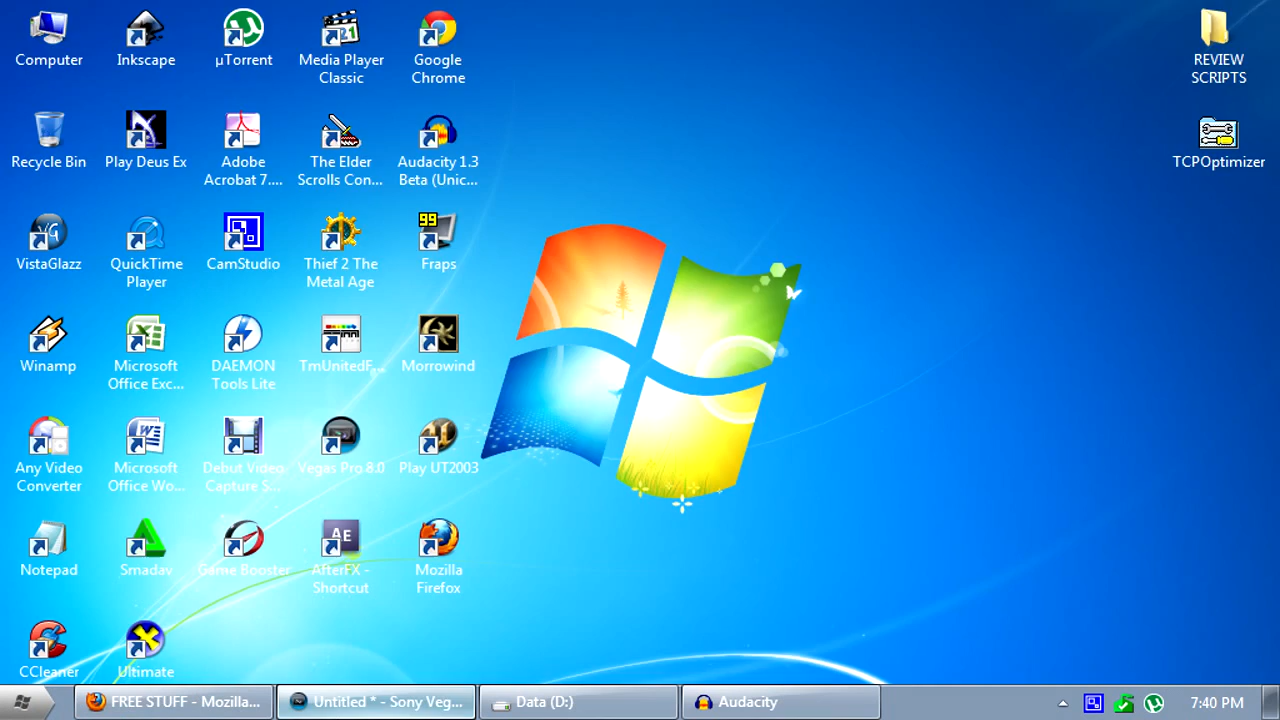 Computer
Inkscape
µTorrent
Media Player
Classic
Google
Chrome
REVIEW
SCRIPTS
Recycle Bin
Play Deus Ex
Adobe
Acrobat 7....
The Elder
Scrolls Con...
Audacity 1.3
Beta (Unic...
TCPOptimizer
VistaGlazz
QuickTime
Player
CamStudio
Thief 2 The
Metal Age
99
Fraps
Winamp
Microsoft
Office Exc...
DAEMON
Tools Lite
TmUnitedF...
Morrowind
Any Video
Converter
Microsoft
Office Wo...
Debut Video
Capture S...
Vegas Pro 8.0
Play UT2003
Notepad
Smadav
Game Booster
AE
AfterFX -
Shortcut
Mozilla
Firefox
CCleaner
Ultimate
FREE STUFF - Mozilla...
Untitled * - Sony Veg...
Data (D:)
Audacity
7:40 PM